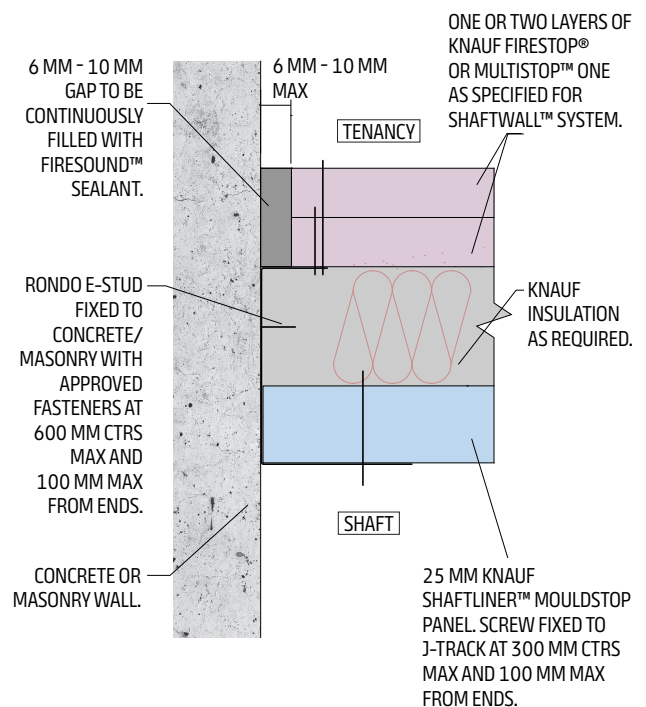 ONE OR TWO LAYERS OF
KNAUF FIRESTOP®
OR MULTISTOP™ ONE
AS SPECIFIED FOR
SHAFTWALL™ SYSTEM.
6 MM - 10 MM
GAP TO BE
CONTINUOUSLY
FILLED WITH
FIRESOUND™
SEALANT.
6 MM - 10 MM
MAX
TENANCY
RONDO E-STUD
FIXED TO
CONCRETE/
MASONRY WITH
APPROVED
FASTENERS AT
600 MM CTRS
MAX AND
100 MM MAX
FROM ENDS.
KNAUF
INSULATION
AS REQUIRED.
SHAFT
CONCRETE OR
MASONRY WALL.
25 MM KNAUF
SHAFTLINER™ MOULDSTOP
PANEL. SCREW FIXED TO
J-TRACK AT 300 MM CTRS
MAX AND 100 MM MAX
FROM ENDS.